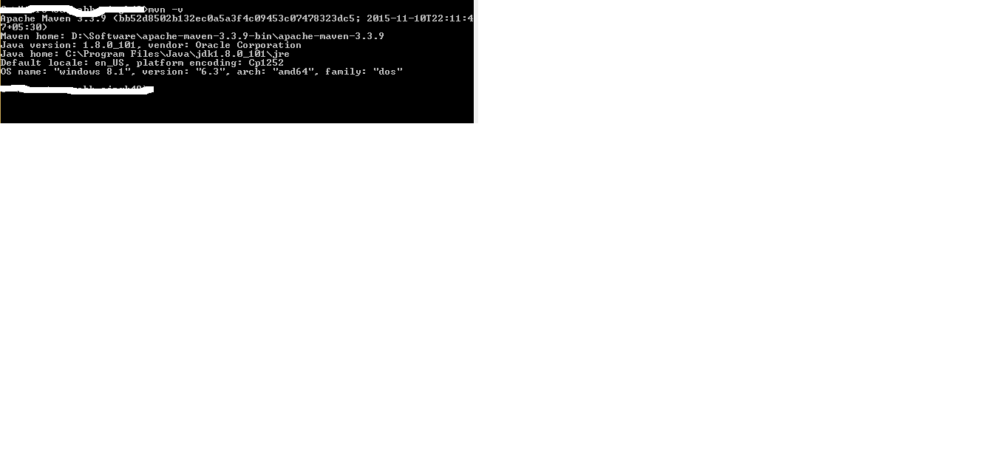 >mvn -v
Apache Maven 3.3.9 (bb52d8502b132ec0a5a3f4c09453c07478323dc5; 2015-11-10T22:11:4
7+05:30)
Maven home: D:\Software\apache-maven-3.3.9-bin\apache-maven-3.3.9
Java version: 1.8.0_101, vendor: Oracle Corporation
Java home: C:\Program Files\Java\jdk1.8.0_101\jre
Default locale: en_US, platform encoding: Cp1252
OS name: "windows 8.1", version: "6.3", arch: "amd64", family: "dos"